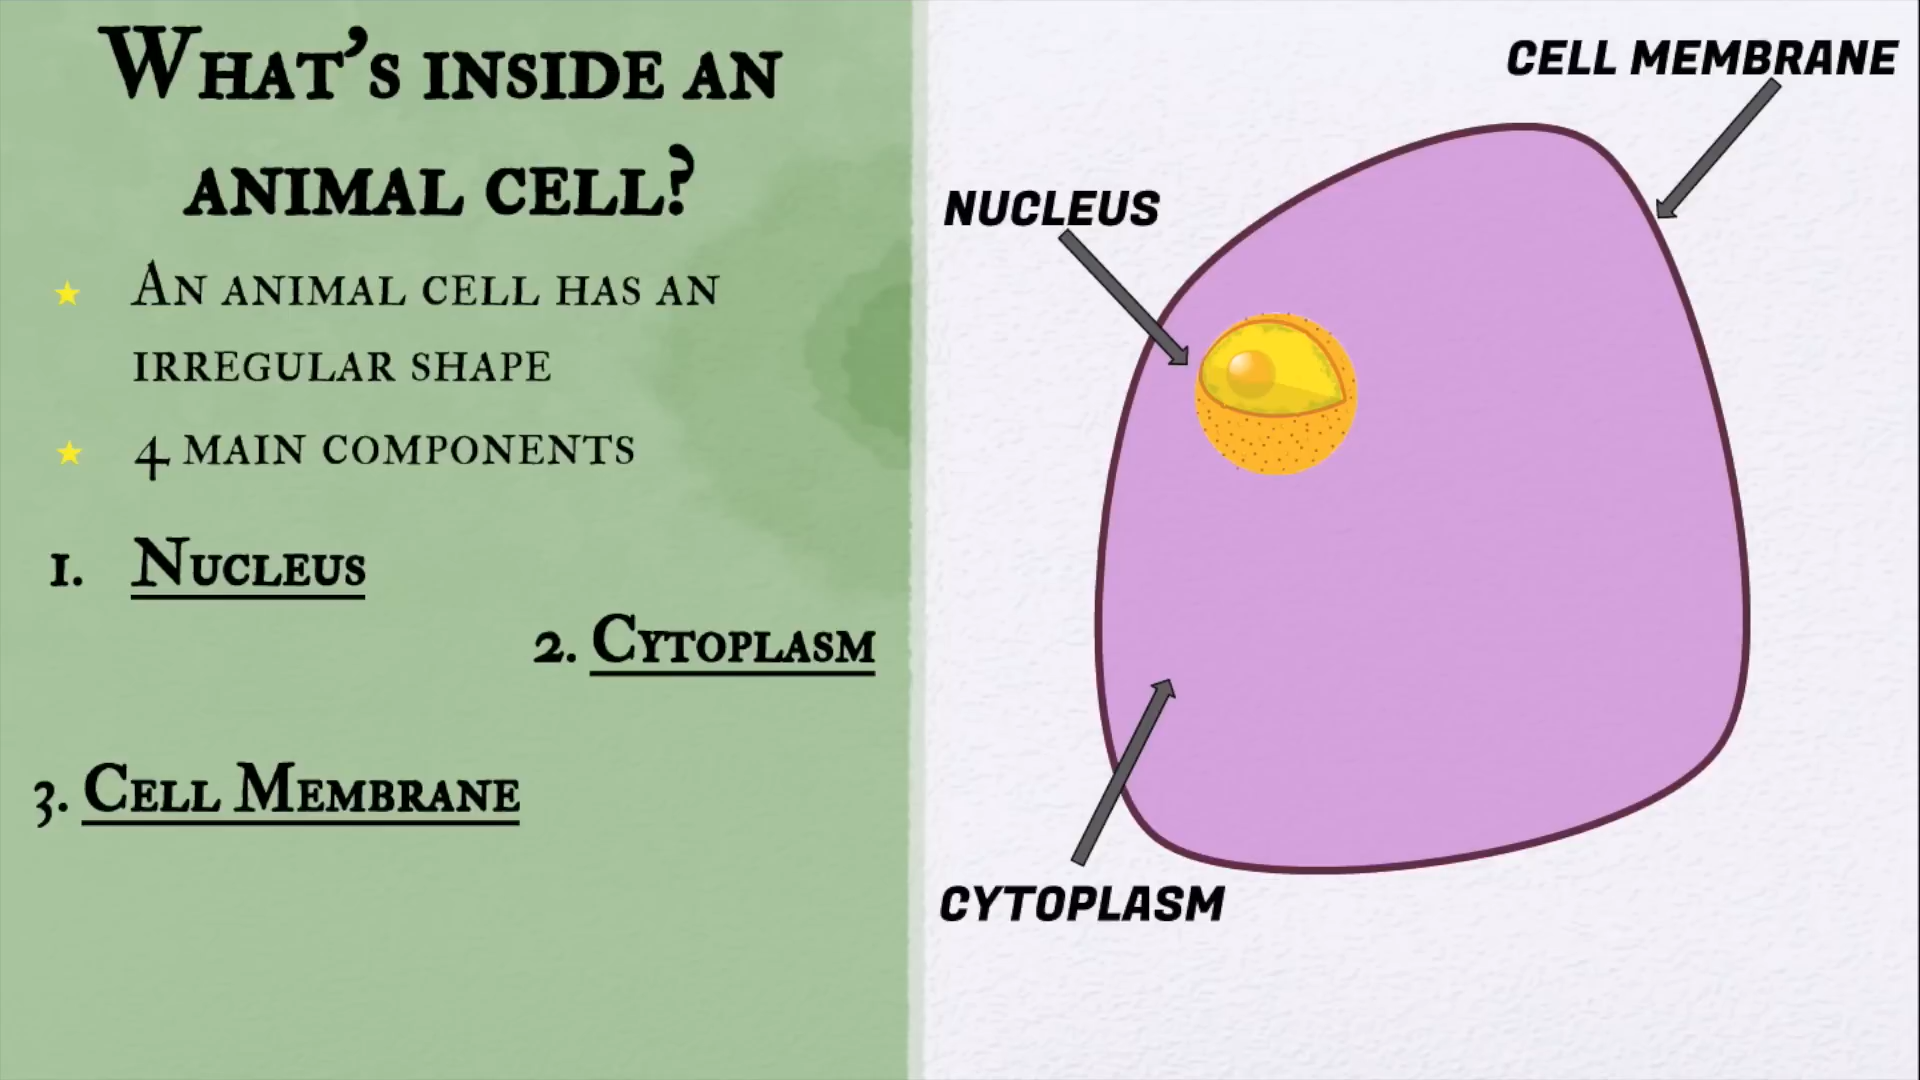 What's inside an
animal cell?
An animal cell has an
irregular shape
4 main components
1. Nucleus
2. Cytoplasm
3. Cell Membrane
CELL MEMBRANE
NUCLEUS
CYTOPLASM